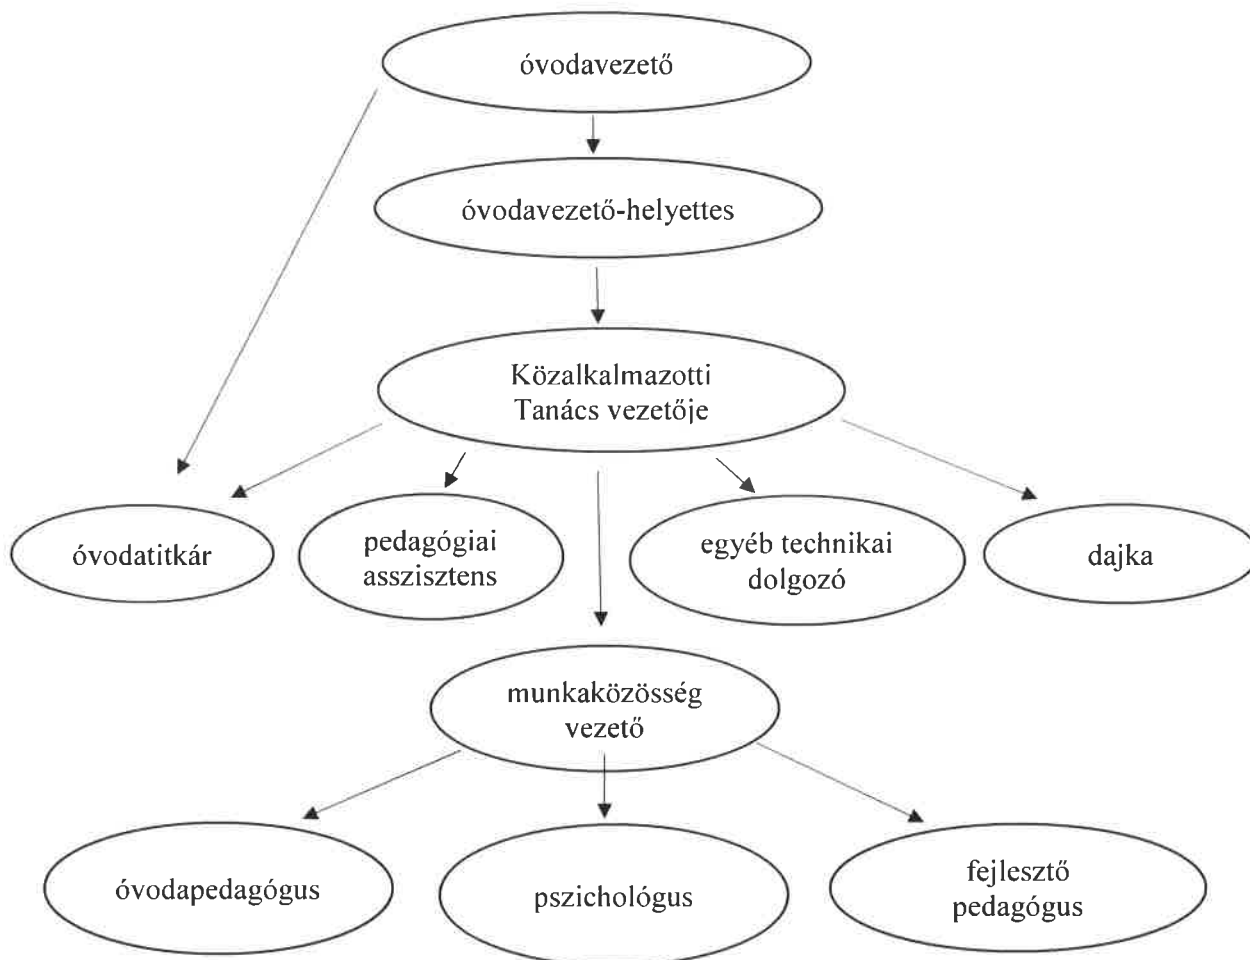 óvodavezető
óvodavezető-helyettes
Közalkalmazotti
Tanács vezetője
óvodatitkár
pedagógiai
asszisztens
egyéb technikai
dolgozó
dajka
munkaközösség
vezető
óvodapedagógus
pszichológus
fejlesztő
pedagógus